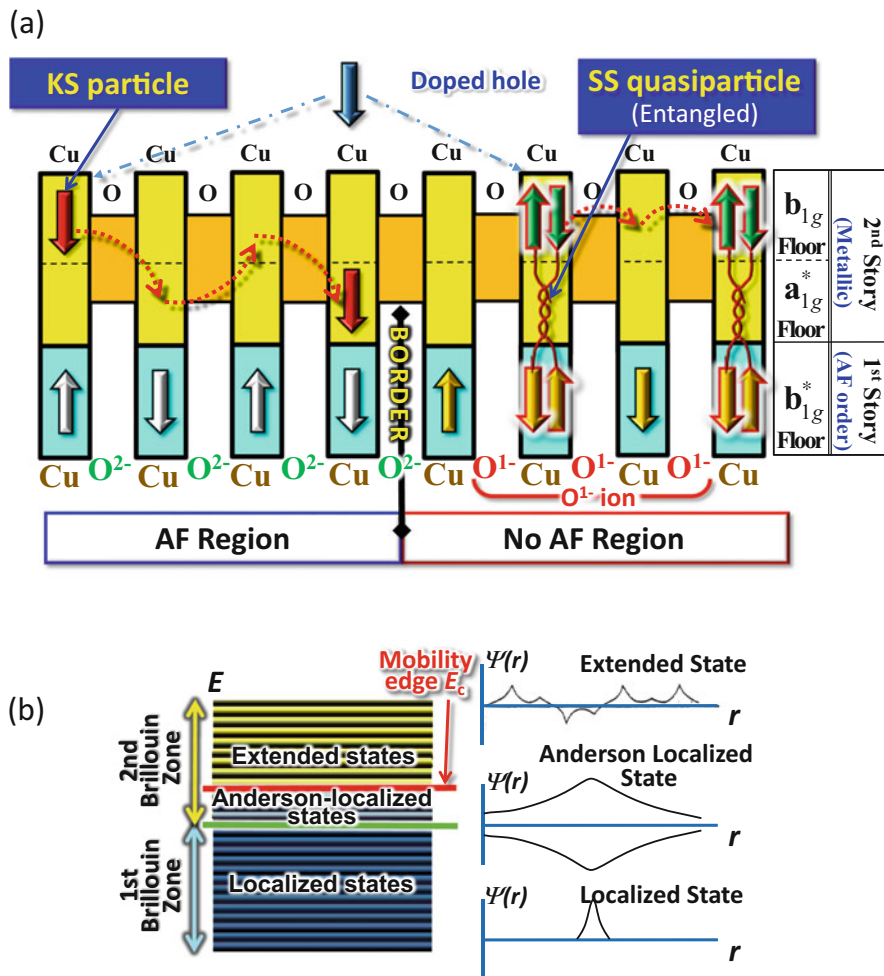 (a)
KS particle
Doped hole
SS quasiparticle
(Entangled)
Cu Cu Cu Cu Cu Cu Cu Cu
O O O O O O O
b1g
Floor
a*1g
Floor
b*1g
Floor
2nd Story
(Metallic)
1st Story
(AF order)
BORDER
Cu O2- Cu O2- Cu O2- Cu O2- Cu O1- Cu O1- Cu O1- Cu
O1- ion
AF Region
No AF Region
(b)
E
Mobility
edge Ec
2nd
Brillouin
Zone
1st
Brillouin
Zone
Extended states
Anderson-localized
states
Localized states
Ψ(r)
Extended State
r
Ψ(r)
Anderson Localized
State
r
Ψ(r)
Localized State
r